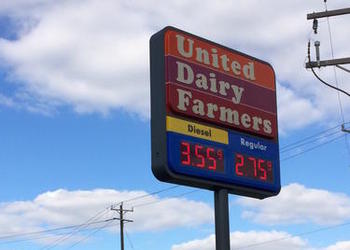 United
Dairy
Farmers
Diesel Regular
3.55⁹ 2.75⁹